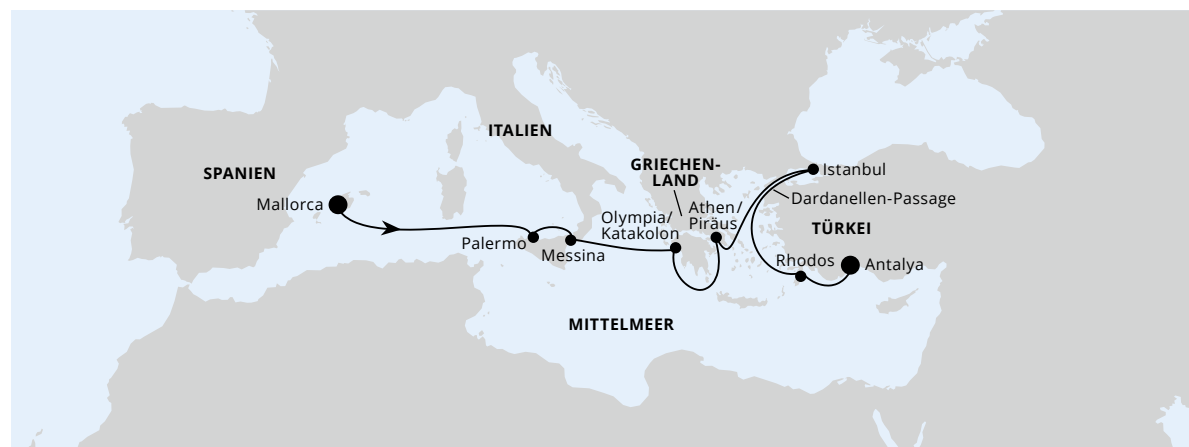 ITALIEN
SPANIEN
Mallorca
Palermo
Messina
GRIECHEN-
LAND
Olympia/
Katakolon
Athen/
Piräus
Istanbul
Dardanellen-Passage
TÜRKEI
Rhodos
Antalya
MITTELMEER